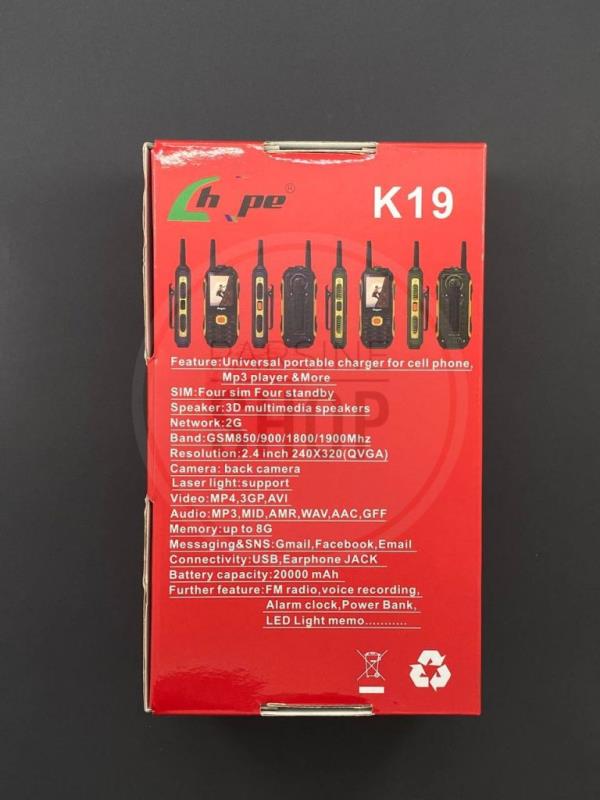 hope®
K19
Feature:Universal portable charger for cell phone,
Mp3 player &More
SIM:Four sim Four standby
Speaker:3D multimedia speakers
Network:2G
Band:GSM850/900/1800/1900Mhz
Resolution:2.4 inch 240X320(QVGA)
Camera: back camera
Laser light:support
Video:MP4,3GP,AVI
Audio:MP3,MID,AMR,WAV,AAC,GFF
Memory:up to 8G
Messaging&SNS:Gmail,Facebook,Email
Connectivity:USB,Earphone JACK
Battery capacity:20000 mAh
Further feature:FM radio,voice recording,
Alarm clock,Power Bank,
LED Light memo...........
PARSINE
SHOP